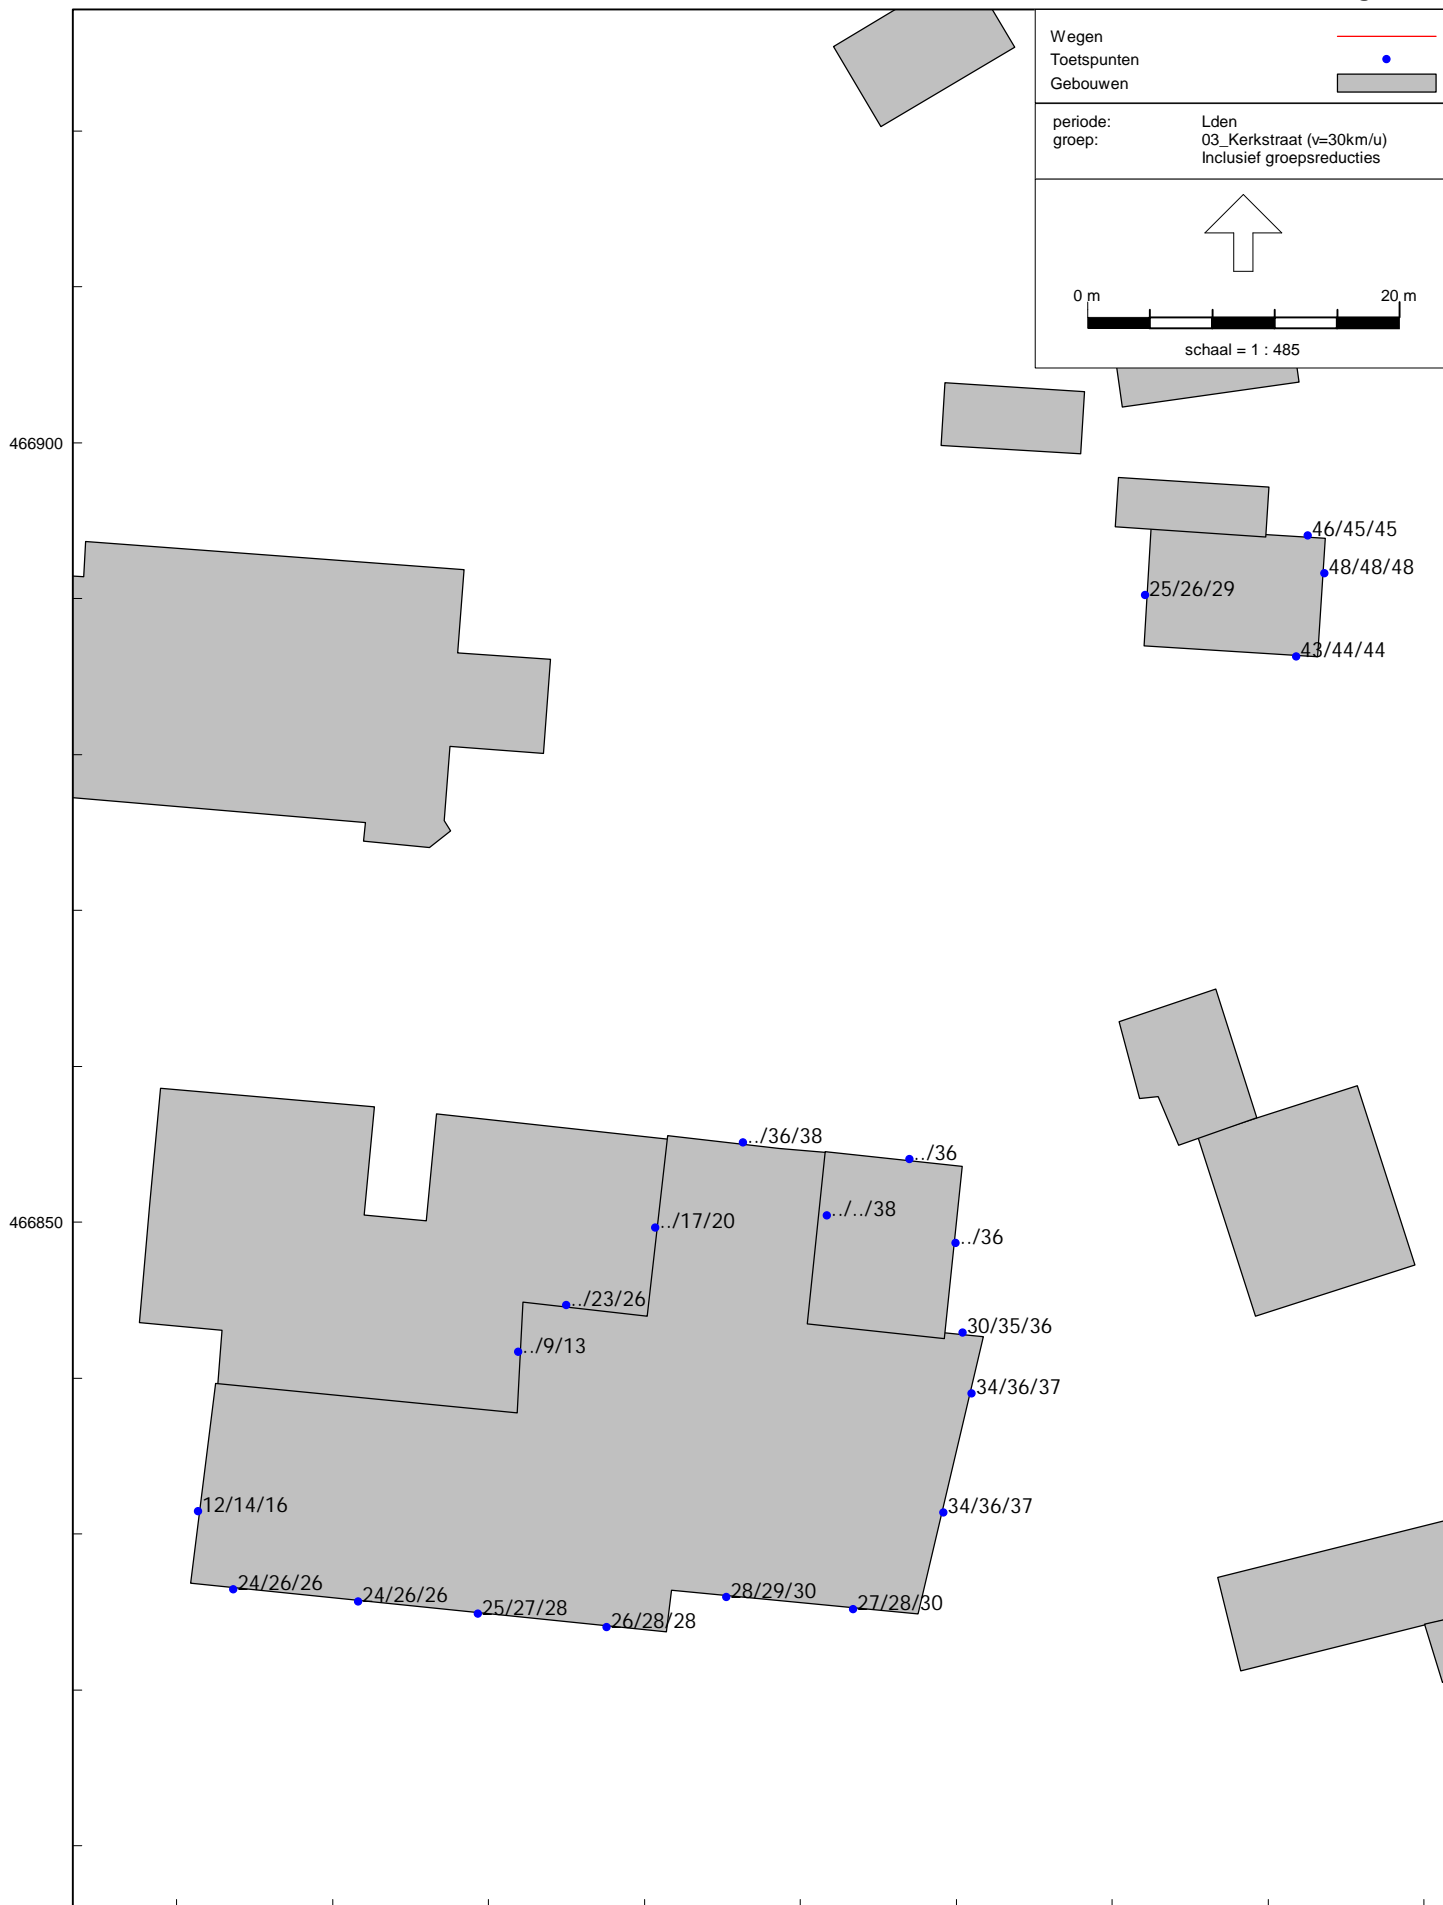 Wegen
Toetspunten
Gebouwen
periode: Lden
groep: 03_Kerkstraat (v=30km/u)
Inclusief groepsreducties
0 m 20 m
schaal = 1 : 485
466900
46/45/45
48/48/48
25/26/29
43/44/44
../36/38
../36
466850
../../38
../17/20
../36
../23/26
30/35/36
../9/13
34/36/37
12/14/16
34/36/37
24/26/26
24/26/26
28/29/30
25/27/28
27/28/30
26/28/28